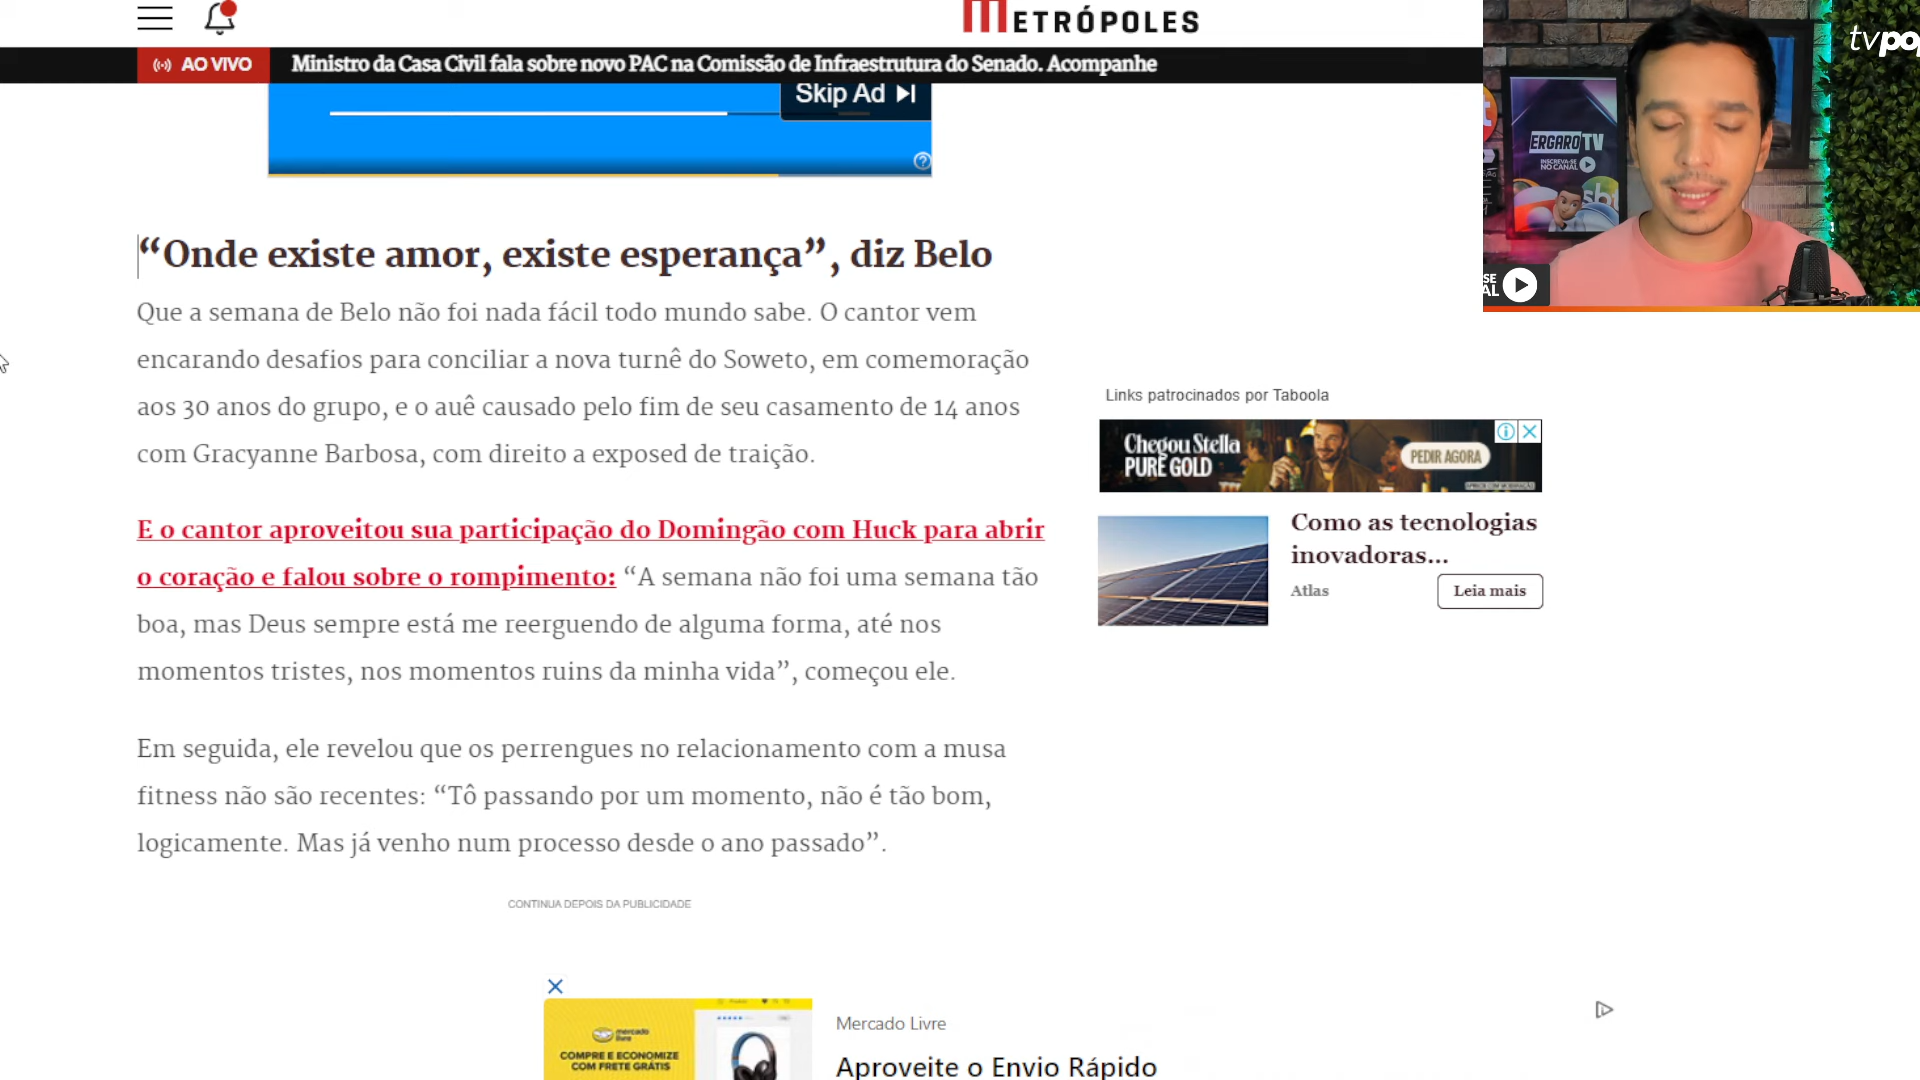 METRÓPOLES
AO VIVO
Ministro da Casa Civil fala sobre novo PAC na Comissão de Infraestrutura do Senado. Acompanhe
Skip Ad
“Onde existe amor, existe esperança”, diz Belo
Que a semana de Belo não foi nada fácil todo mundo sabe. O cantor vem
encarando desafios para conciliar a nova turnê do Soweto, em comemoração
aos 30 anos do grupo, e o auê causado pelo fim de seu casamento de 14 anos
com Gracyanne Barbosa, com direito a exposed de traição.
E o cantor aproveitou sua participação do Domingão com Huck para abrir
o coração e falou sobre o rompimento: “A semana não foi uma semana tão
boa, mas Deus sempre está me reerguendo de alguma forma, até nos
momentos tristes, nos momentos ruins da minha vida”, começou ele.
Em seguida, ele revelou que os perrengues no relacionamento com a musa
fitness não são recentes: “Tô passando por um momento, não é tão bom,
logicamente. Mas já venho num processo desde o ano passado”.
CONTINUA DEPOIS DA PUBLICIDADE
mercado
livre
COMPRE E ECONOMIZE
COM FRETE GRÁTIS
Mercado Livre
Aproveite o Envio Rápido
Links patrocinados por Taboola
Chegou Stella
PURE GOLD
PEDIR AGORA
Como as tecnologias
inovadoras...
Atlas
Leia mais
tvpo
ERGARO TV
INSCREVA-SE
NO CANAL
sbt
SE
AL